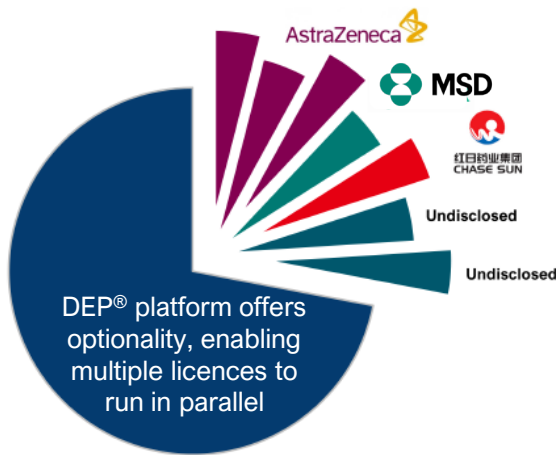 AstraZeneca
MSD
红日药业集团
CHASE SUN
Undisclosed
Undisclosed
DEP® platform offers
optionality, enabling
multiple licences to
run in parallel